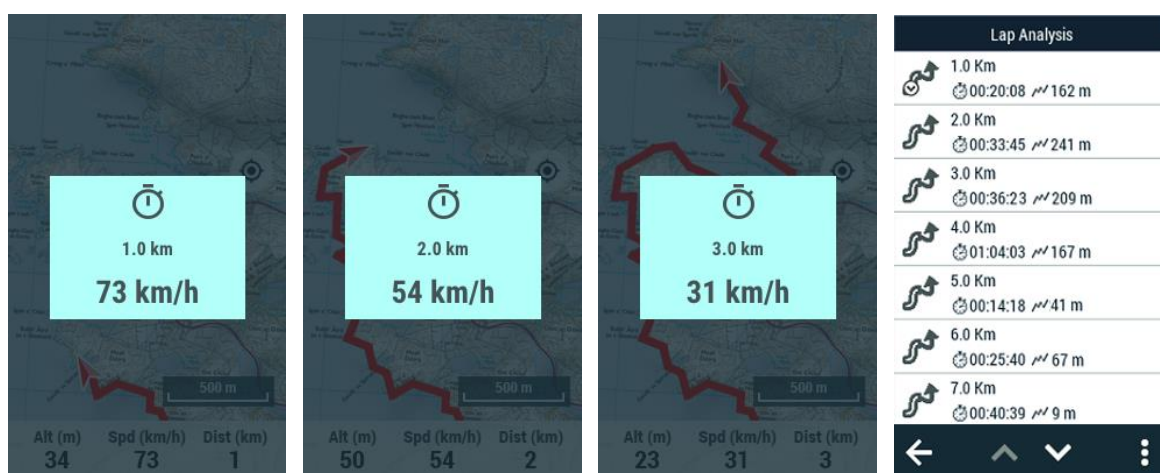 1.0 km
73 km/h
500 m
Alt (m) Spd (km/h) Dist (km)
34 73 1
2.0 km
54 km/h
500 m
Alt (m) Spd (km/h) Dist (km)
50 54 2
3.0 km
31 km/h
500 m
Alt (m) Spd (km/h) Dist (km)
23 31 3
Lap Analysis
1.0 Km
00:20:08 162 m
2.0 Km
00:33:45 241 m
3.0 Km
00:36:23 209 m
4.0 Km
01:04:03 167 m
5.0 Km
00:14:18 41 m
6.0 Km
00:25:40 67 m
7.0 Km
00:40:39 9 m